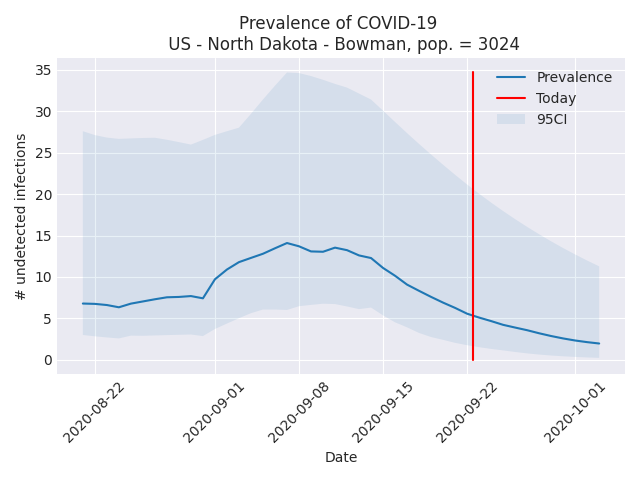 Prevalence of COVID-19
US - North Dakota - Bowman, pop. = 3024
# undetected infections
35
30
25
20
15
10
5
0
Prevalence
Today
95CI
2020-08-22
2020-09-01
2020-09-08
2020-09-15
2020-09-22
2020-10-01
Date